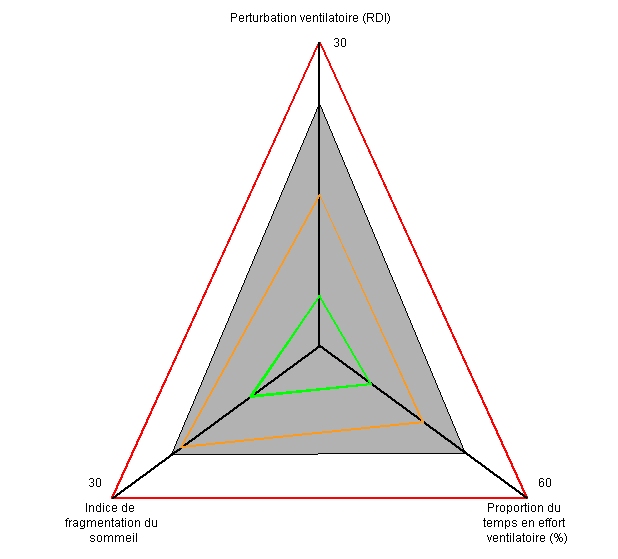 Perturbation ventilatoire (RDI)
30
30
60
Indice de
fragmentation du
sommeil
Proportion du
temps en effort
ventilatoire (%)